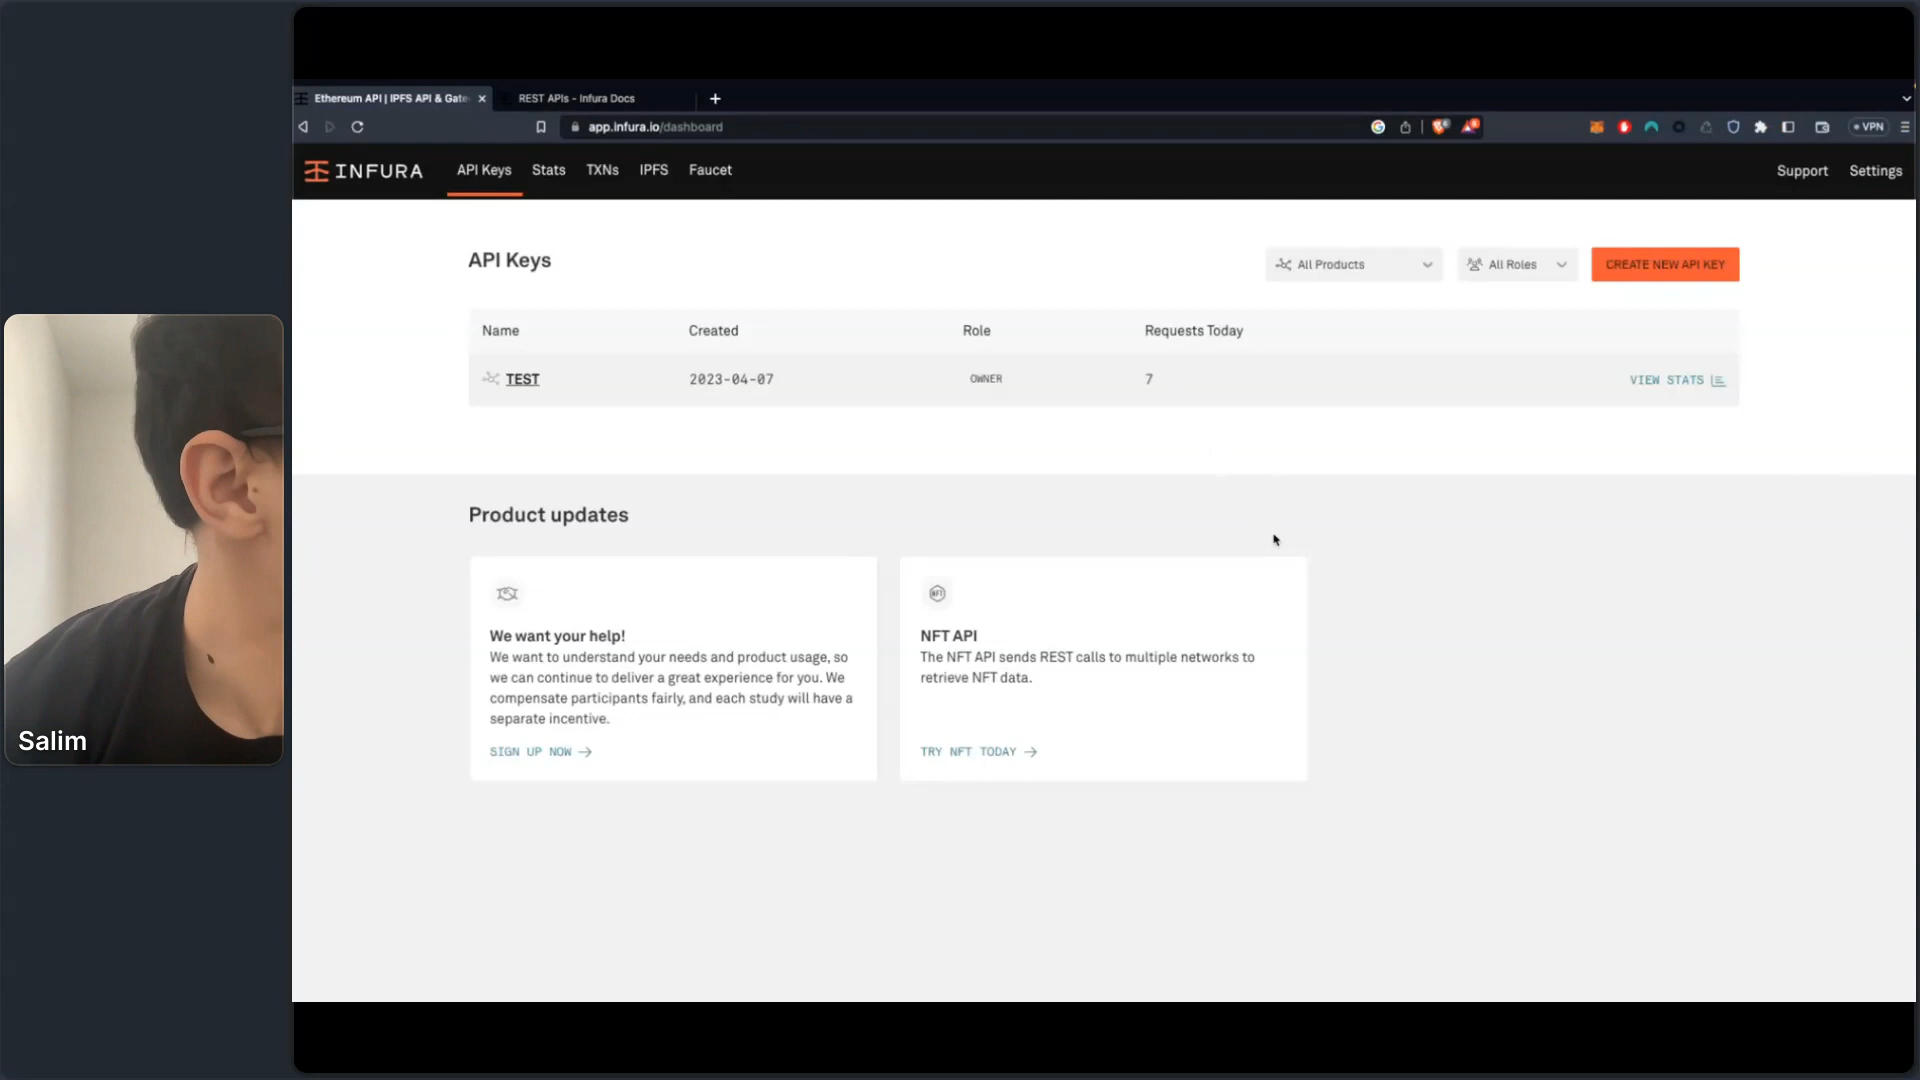 Ethereum API | IPFS API & Gate
REST APIs - Infura Docs
app.infura.io/dashboard
VPN
INFURA
API Keys
Stats
TXNs
IPFS
Faucet
Support
Settings
API Keys
All Products
All Roles
CREATE NEW API KEY
Name
Created
Role
Requests Today
TEST
2023-04-07
OWNER
7
VIEW STATS
Product updates
We want your help!
We want to understand your needs and product usage, so
we can continue to deliver a great experience for you. We
compensate participants fairly, and each study will have a
separate incentive.
SIGN UP NOW
NFT
NFT API
The NFT API sends REST calls to multiple networks to
retrieve NFT data.
TRY NFT TODAY
Salim